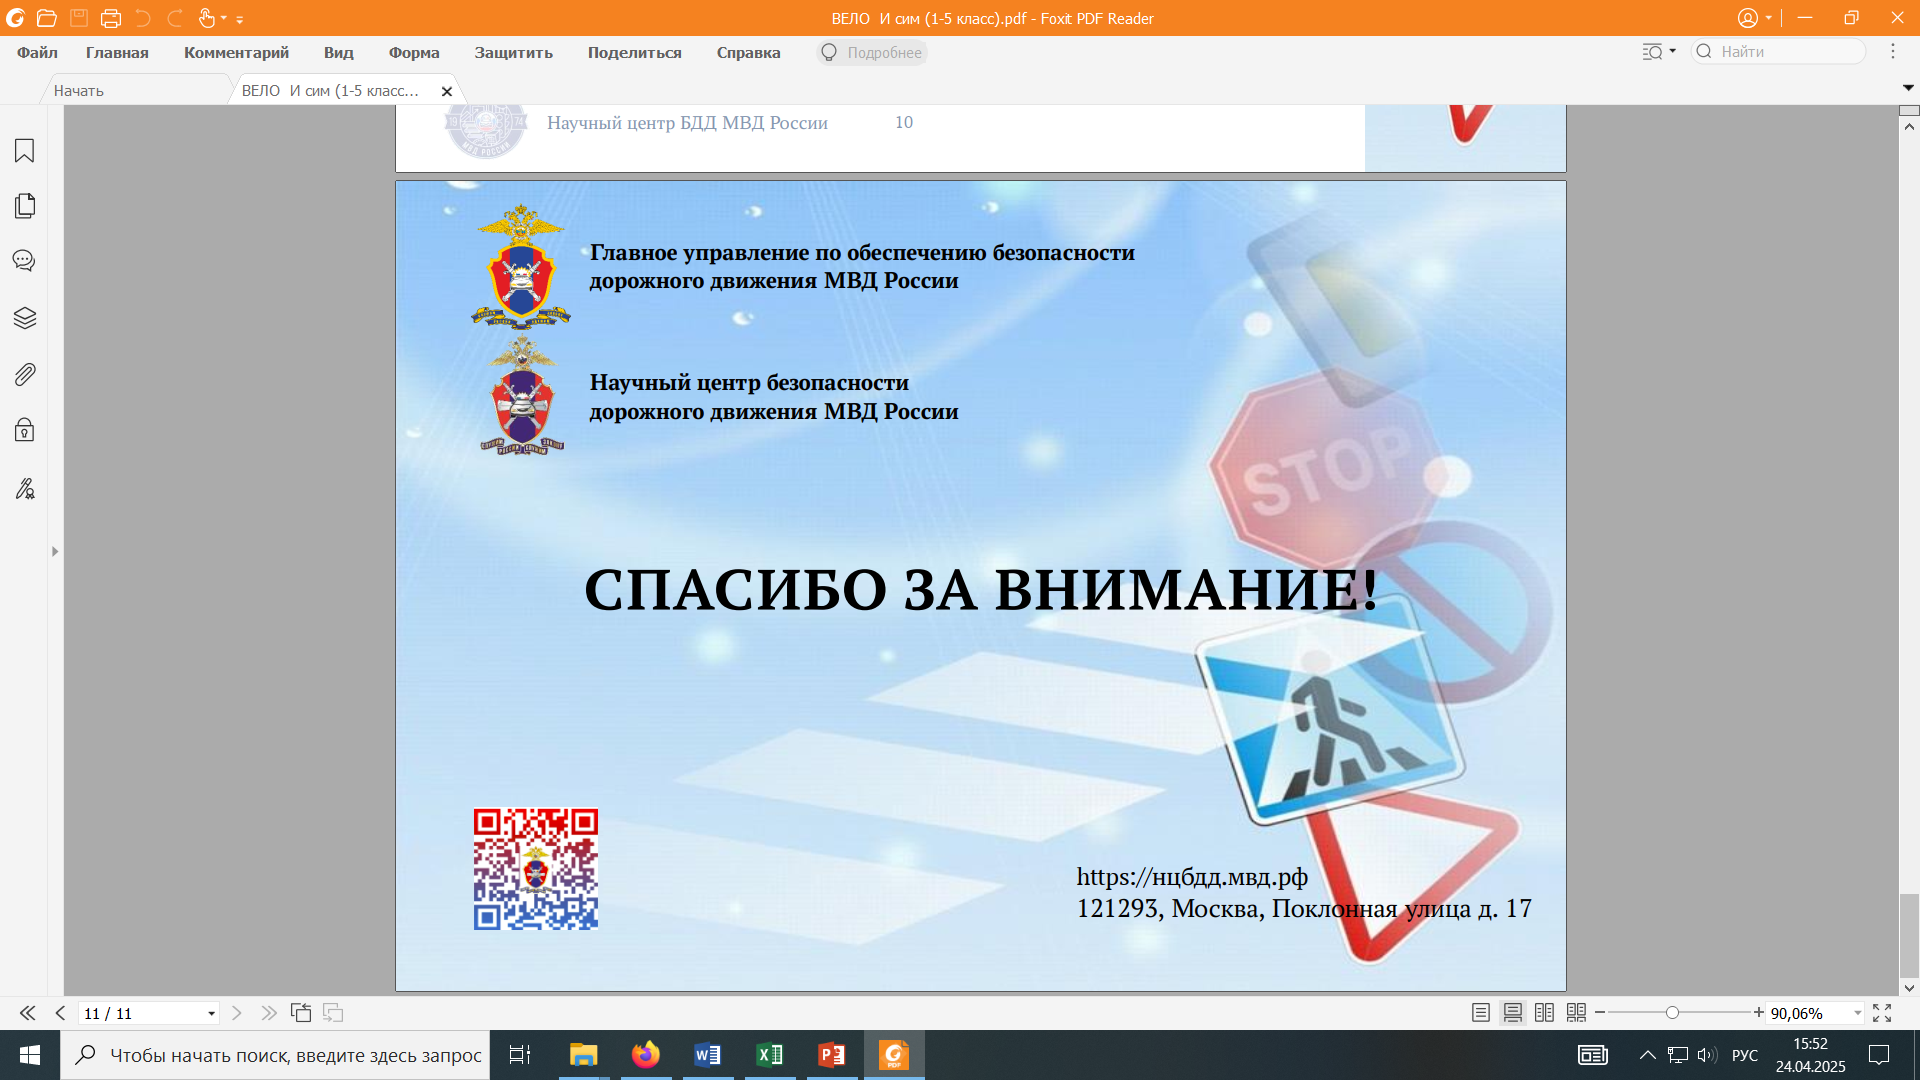 ВЕЛО  И сим (1-5 класс).pdf - Foxit PDF Reader
Файл Главная Комментарий Вид Форма Защитить Поделиться Справка Подробнее Найти
Начать ВЕЛО  И сим (1-5 класс...
1974
МВД РОССИИ
Научный центр БДД МВД России 10
Главное управление по обеспечению безопасности
дорожного движения МВД России
Научный центр безопасности
дорожного движения МВД России
STOP
СПАСИБО ЗА ВНИМАНИЕ!
https://нцбдд.мвд.рф
121293, Москва, Поклонная улица д. 17
11 / 11 90,06%
Чтобы начать поиск, введите здесь запрос
РУС
15:52
24.04.2025